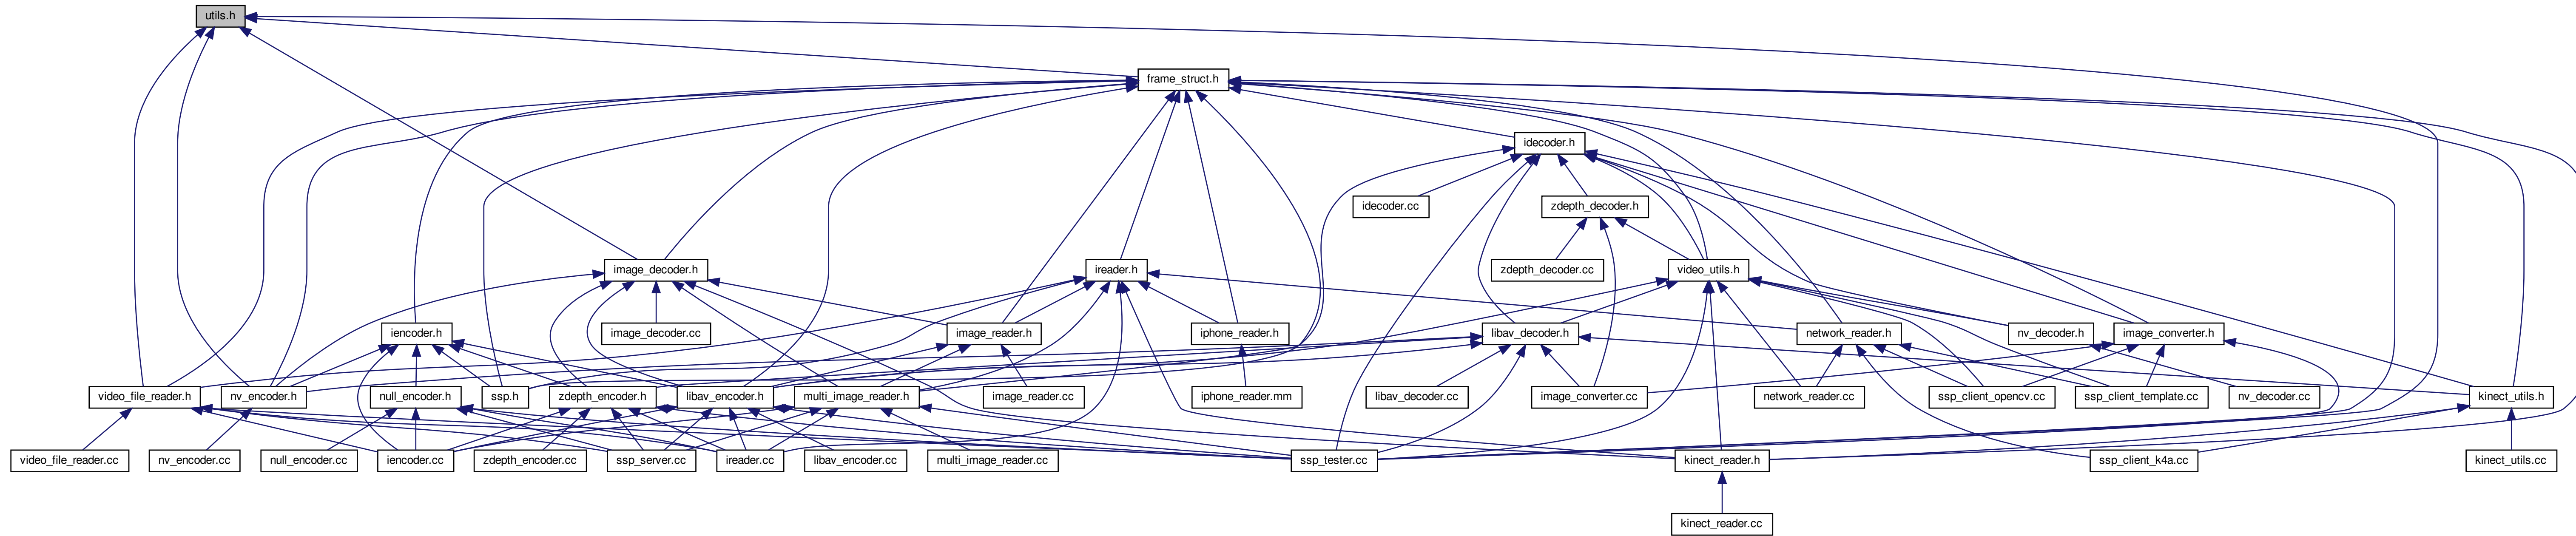 utils.h
frame_struct.h
idecoder.h
idecoder.cc
zdepth_decoder.h
image_decoder.h
ireader.h
zdepth_decoder.cc
video_utils.h
iencoder.h
image_decoder.cc
image_reader.h
iphone_reader.h
libav_decoder.h
network_reader.h
nv_decoder.h
image_converter.h
video_file_reader.h
nv_encoder.h
null_encoder.h
ssp.h
zdepth_encoder.h
libav_encoder.h
multi_image_reader.h
image_reader.cc
iphone_reader.mm
libav_decoder.cc
image_converter.cc
network_reader.cc
ssp_client_opencv.cc
ssp_client_template.cc
nv_decoder.cc
kinect_utils.h
video_file_reader.cc
nv_encoder.cc
null_encoder.cc
iencoder.cc
zdepth_encoder.cc
ssp_server.cc
ireader.cc
libav_encoder.cc
multi_image_reader.cc
ssp_tester.cc
kinect_reader.h
ssp_client_k4a.cc
kinect_utils.cc
kinect_reader.cc